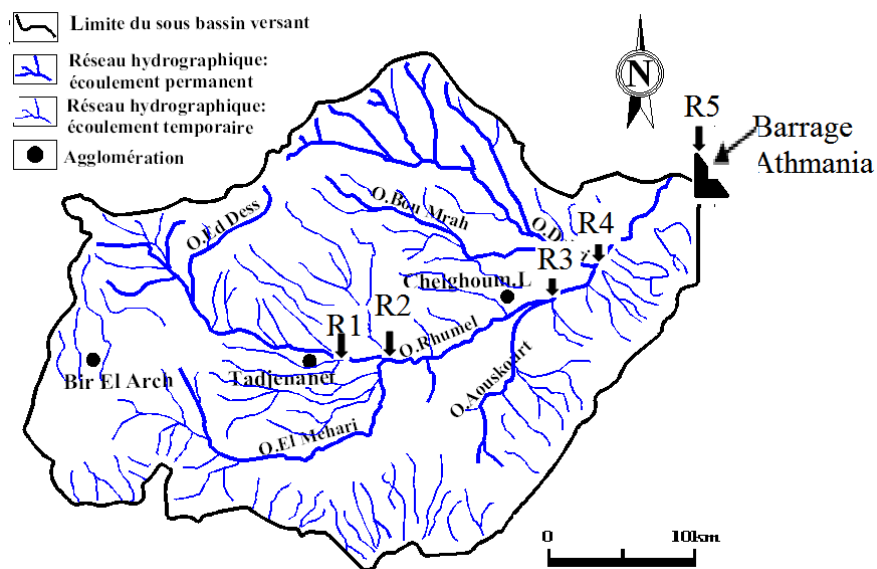 Limite du sous bassin versant
Réseau hydrographique:
écoulement permanent
Réseau hydrographique:
écoulement temporaire
Agglomération
N
R5
Barrage
Athmania
O.Ed Dess
O.Bou Mrah
O.D
R4
R3
Chelghoum.L
R1
R2
O.Rhumel
Bir El Arch
Tadjenanet
O.Aouskourt
O.El Mehari
0
10km